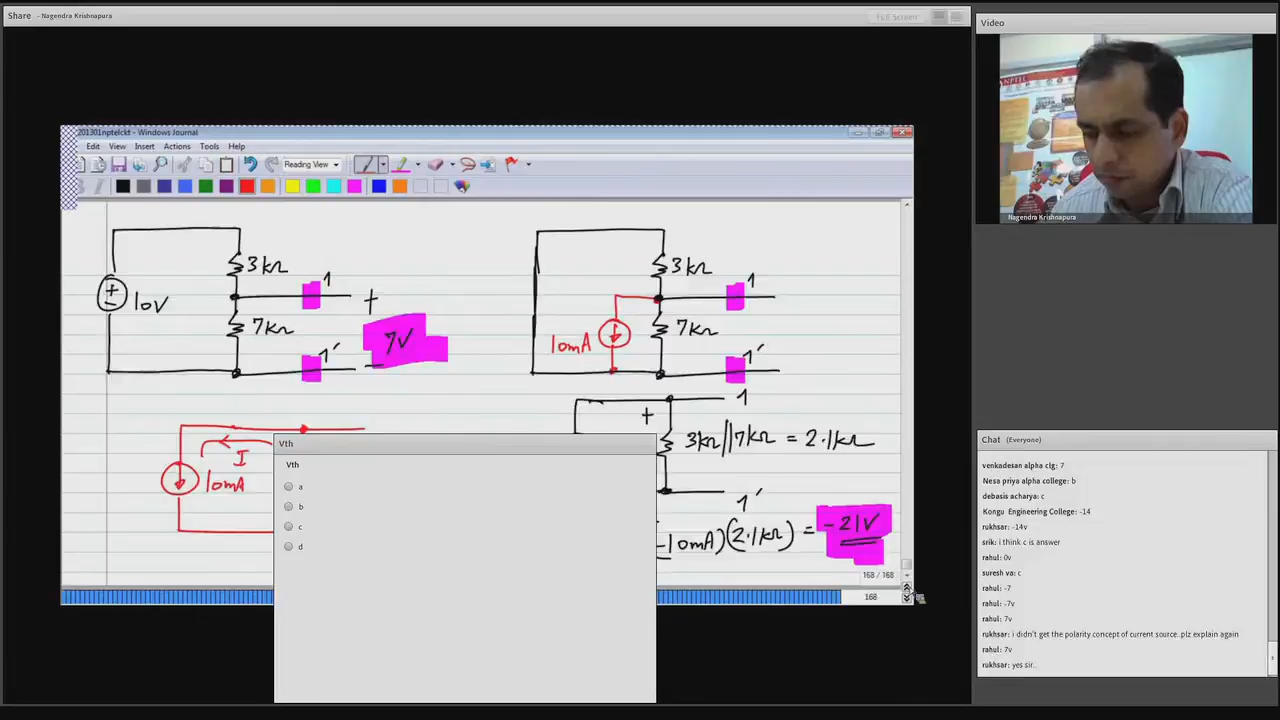 Share - Nagendra Krishnapura
Full Screen
Video
201301nptelckt - Windows Journal
Edit View Insert Actions Tools Help
Reading View
Nagendra Krishnapura
3kΩ
1
10V
+
7kΩ
7V
1'
-
3kΩ
1
10mA
7kΩ
1'
1
+
3kΩ||7kΩ = 2.1kΩ
1'
10mA
I
-10mA)(2.1kΩ) = -21V
168 / 168
168
Vth
Vth
a
b
c
d
Chat (Everyone)
venkadesan alpha clg: 7
Nesa priya alpha college: b
debasis acharya: c
Kongu Engineering College: -14
rukhsar: -14v
srik: i think c is answer
rahul: 0v
suresh va: c
rahul: -7
rahul: -7v
rahul: 7v
rukhsar: i didn't get the polarity concept of current source..plz explain again
rahul: 7v
rukhsar: yes sir..